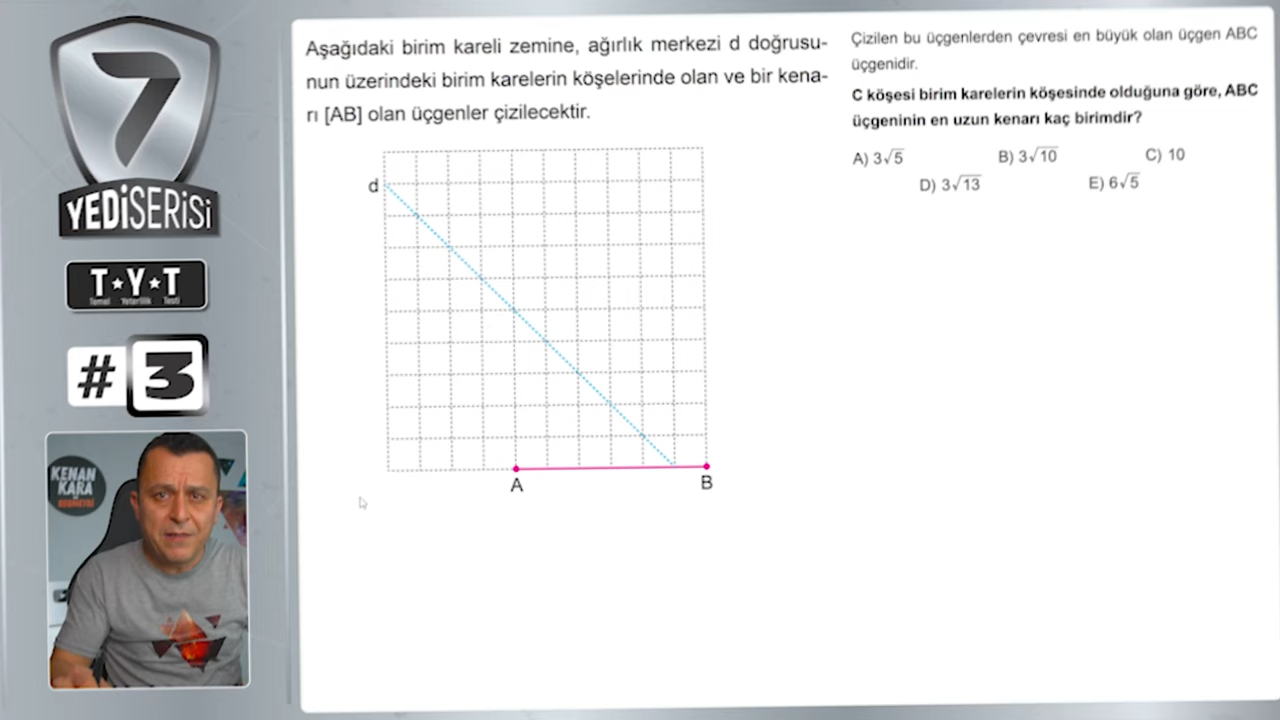 7
YEDiSERiSi
T★Y★T
Temel Yeterlilik Testi
#3
KENAN
KARA
Aşağıdaki birim kareli zemine, ağırlık merkezi d doğrusu-
nun üzerindeki birim karelerin köşelerinde olan ve bir kena-
rı [AB] olan üçgenler çizilecektir.
d
A
B
Çizilen bu üçgenlerden çevresi en büyük olan üçgen ABC
üçgenidir.
C köşesi birim karelerin köşesinde olduğuna göre, ABC
üçgeninin en uzun kenarı kaç birimdir?
A) 3√5 B) 3√10 C) 10
D) 3√13 E) 6√5